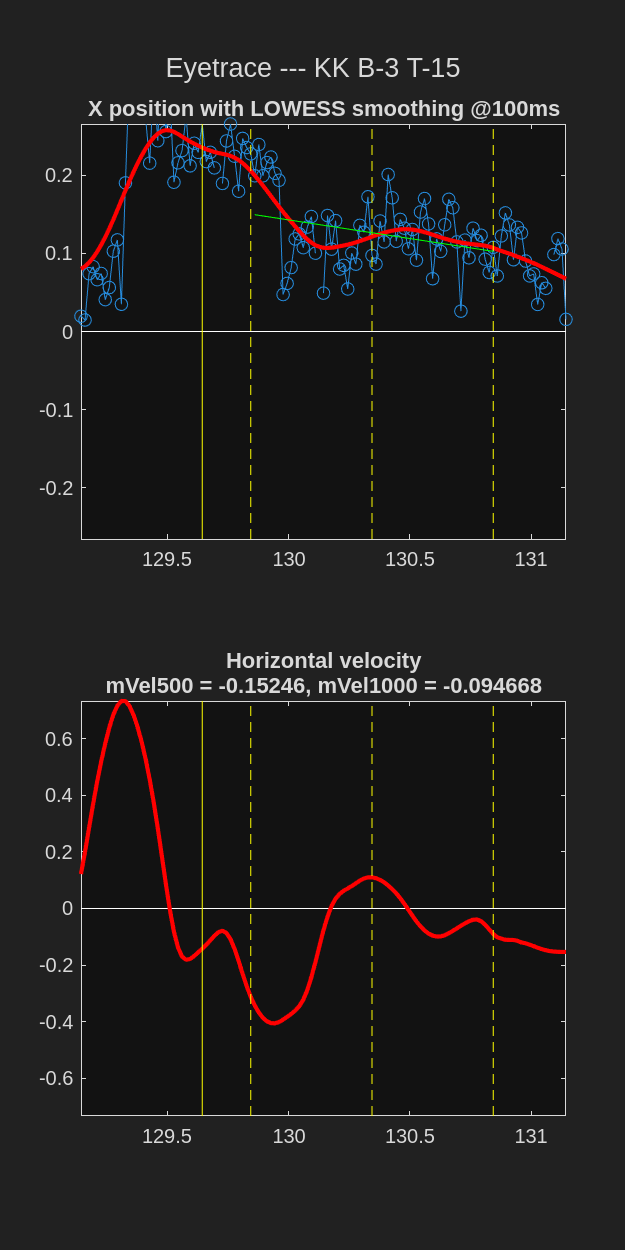 Eyetrace --- KK B-3 T-15
X position with LOWESS smoothing @100ms
0.2
0.1
0
-0.1
-0.2
129.5 130 130.5 131
Horizontal velocity
mVel500 = -0.15246, mVel1000 = -0.094668
0.6
0.4
0.2
0
-0.2
-0.4
-0.6
129.5 130 130.5 131